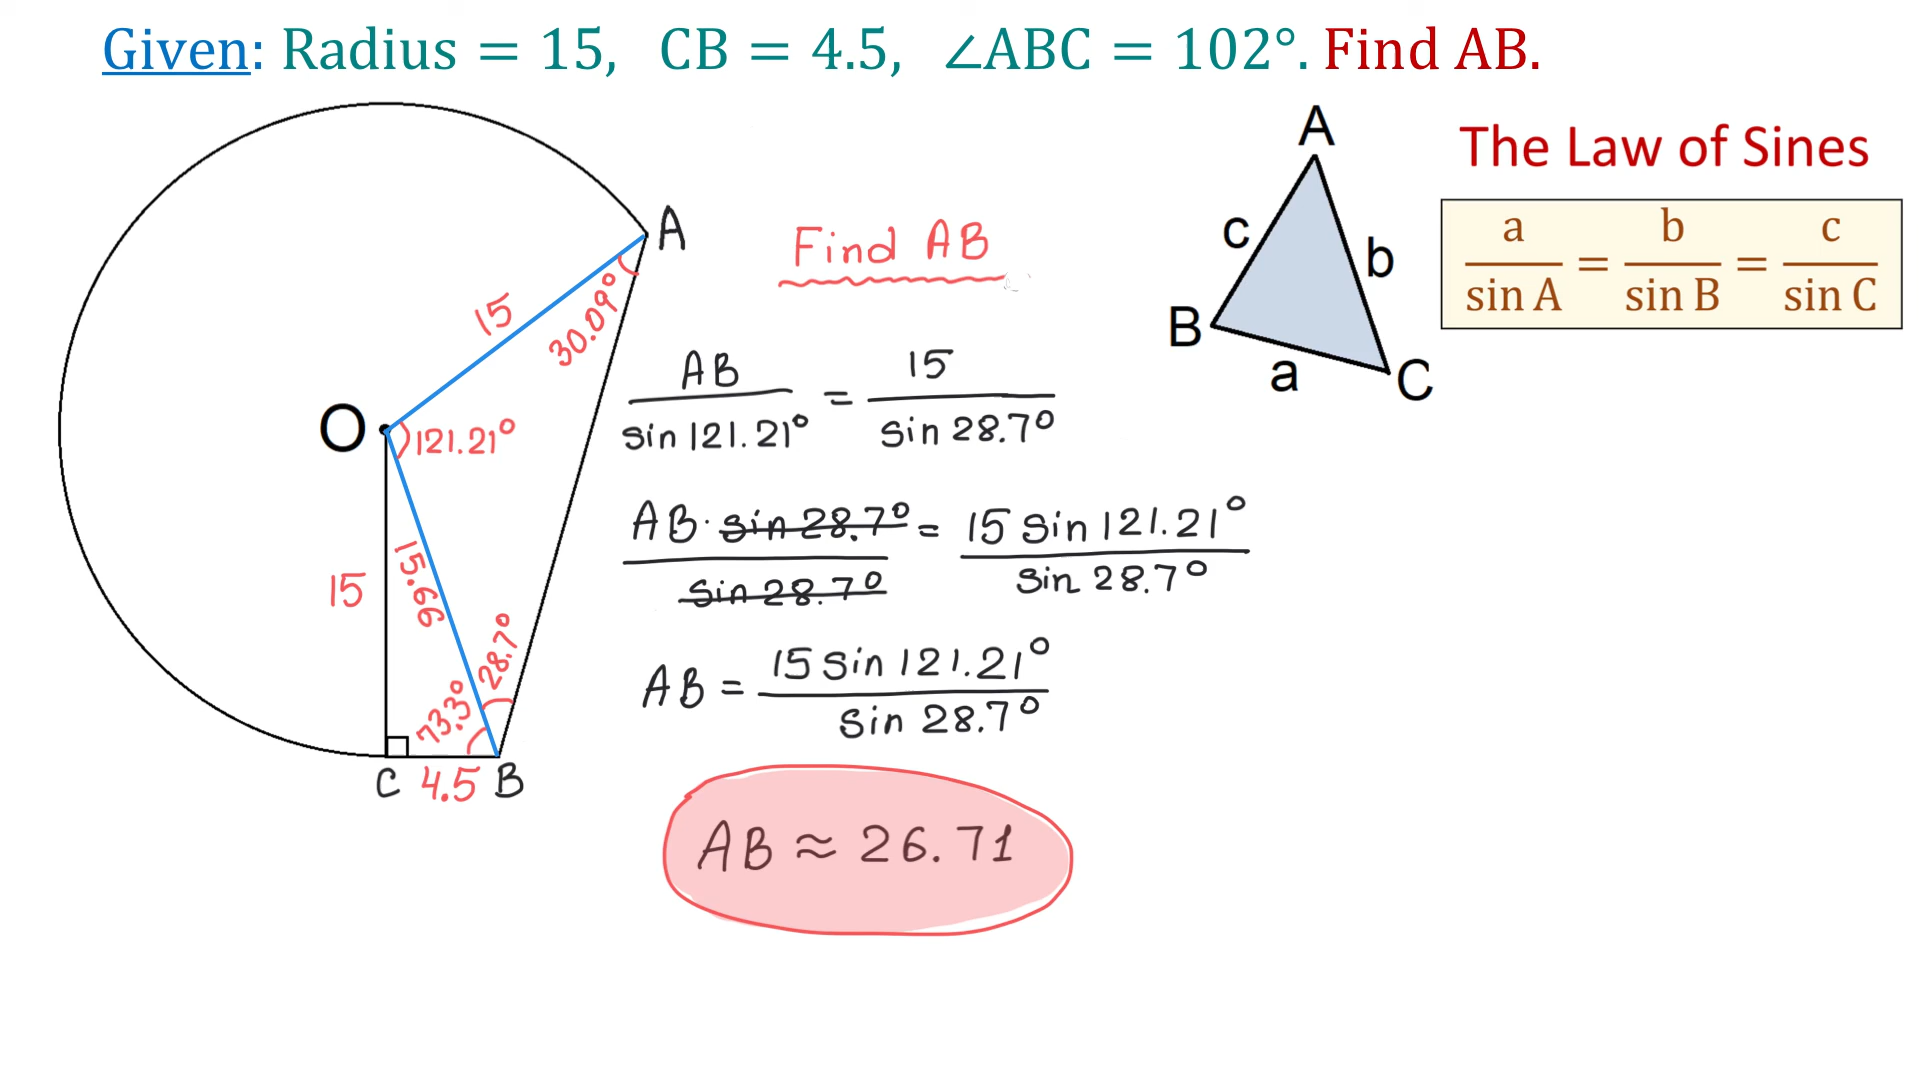 Given: Radius = 15, CB = 4.5, ∠ABC = 102°. Find AB.
A
The Law of Sines
c
b
B
a
C
a/sin A = b/sin B = c/sin C
A
15
30.09°
O
121.21°
15
15.66
28.7°
73.3°
C 4.5 B
Find AB
AB/sin 121.21° = 15/sin 28.7°
AB · sin 28.7°/sin 28.7° = 15 sin 121.21°/sin 28.7°
AB = 15 sin 121.21°/sin 28.7°
AB ≈ 26.71